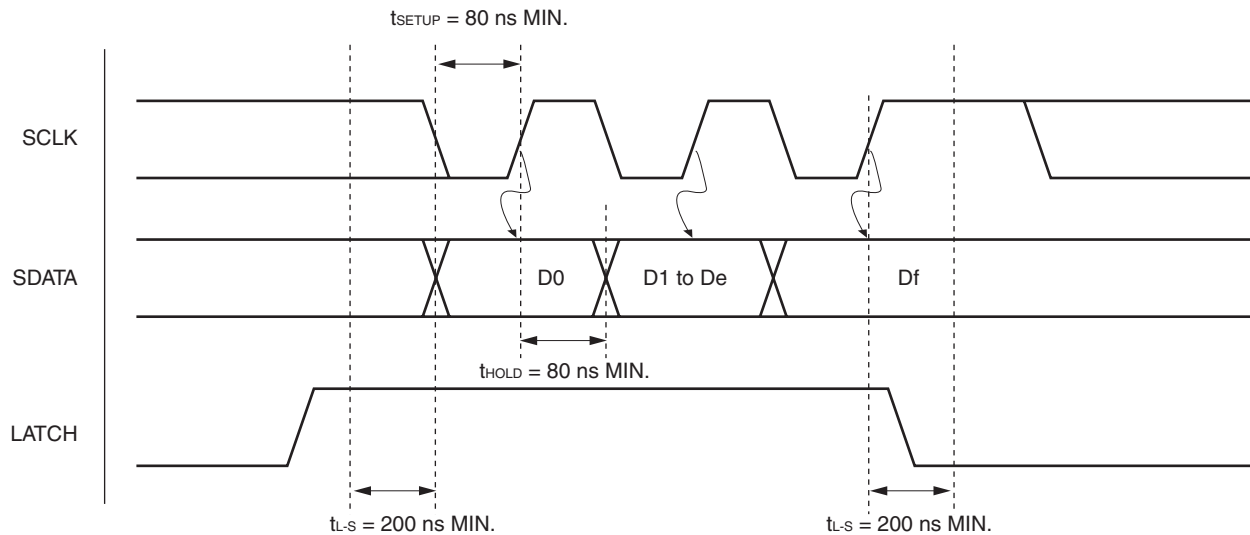 tSETUP = 80 ns MIN.
SCLK
SDATA
D0
D1 to De
Df
tHOLD = 80 ns MIN.
LATCH
tL-S = 200 ns MIN.
tL-S = 200 ns MIN.